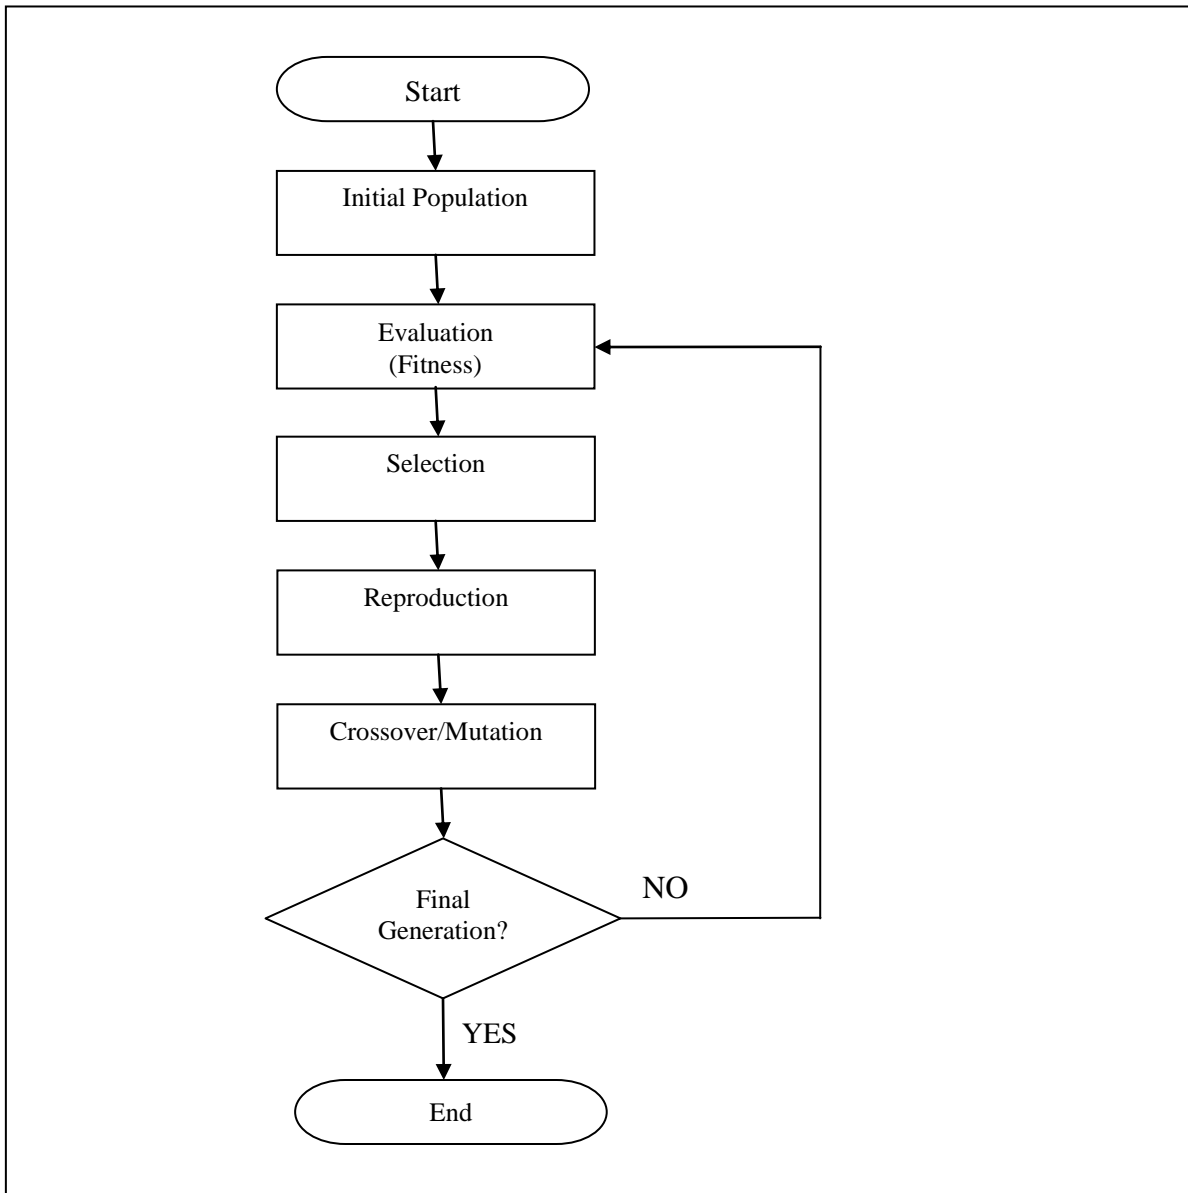 Start
Initial Population
Evaluation
(Fitness)
Selection
Reproduction
Crossover/Mutation
Final
Generation?
NO
YES
End